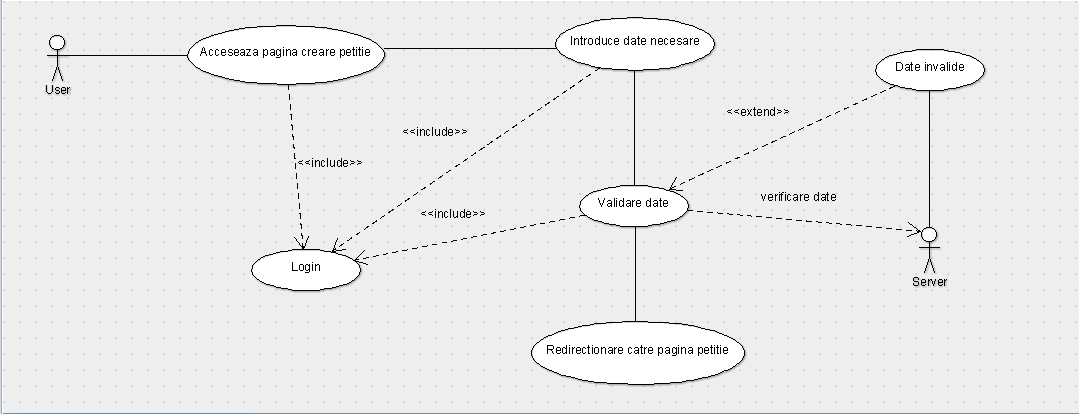 Acceseaza pagina creare petitie
Introduce date necesare
Date invalide
User
<<extend>>
<<include>>
<<include>>
verificare date
Validare date
<<include>>
Login
Server
Redirectionare catre pagina petitie